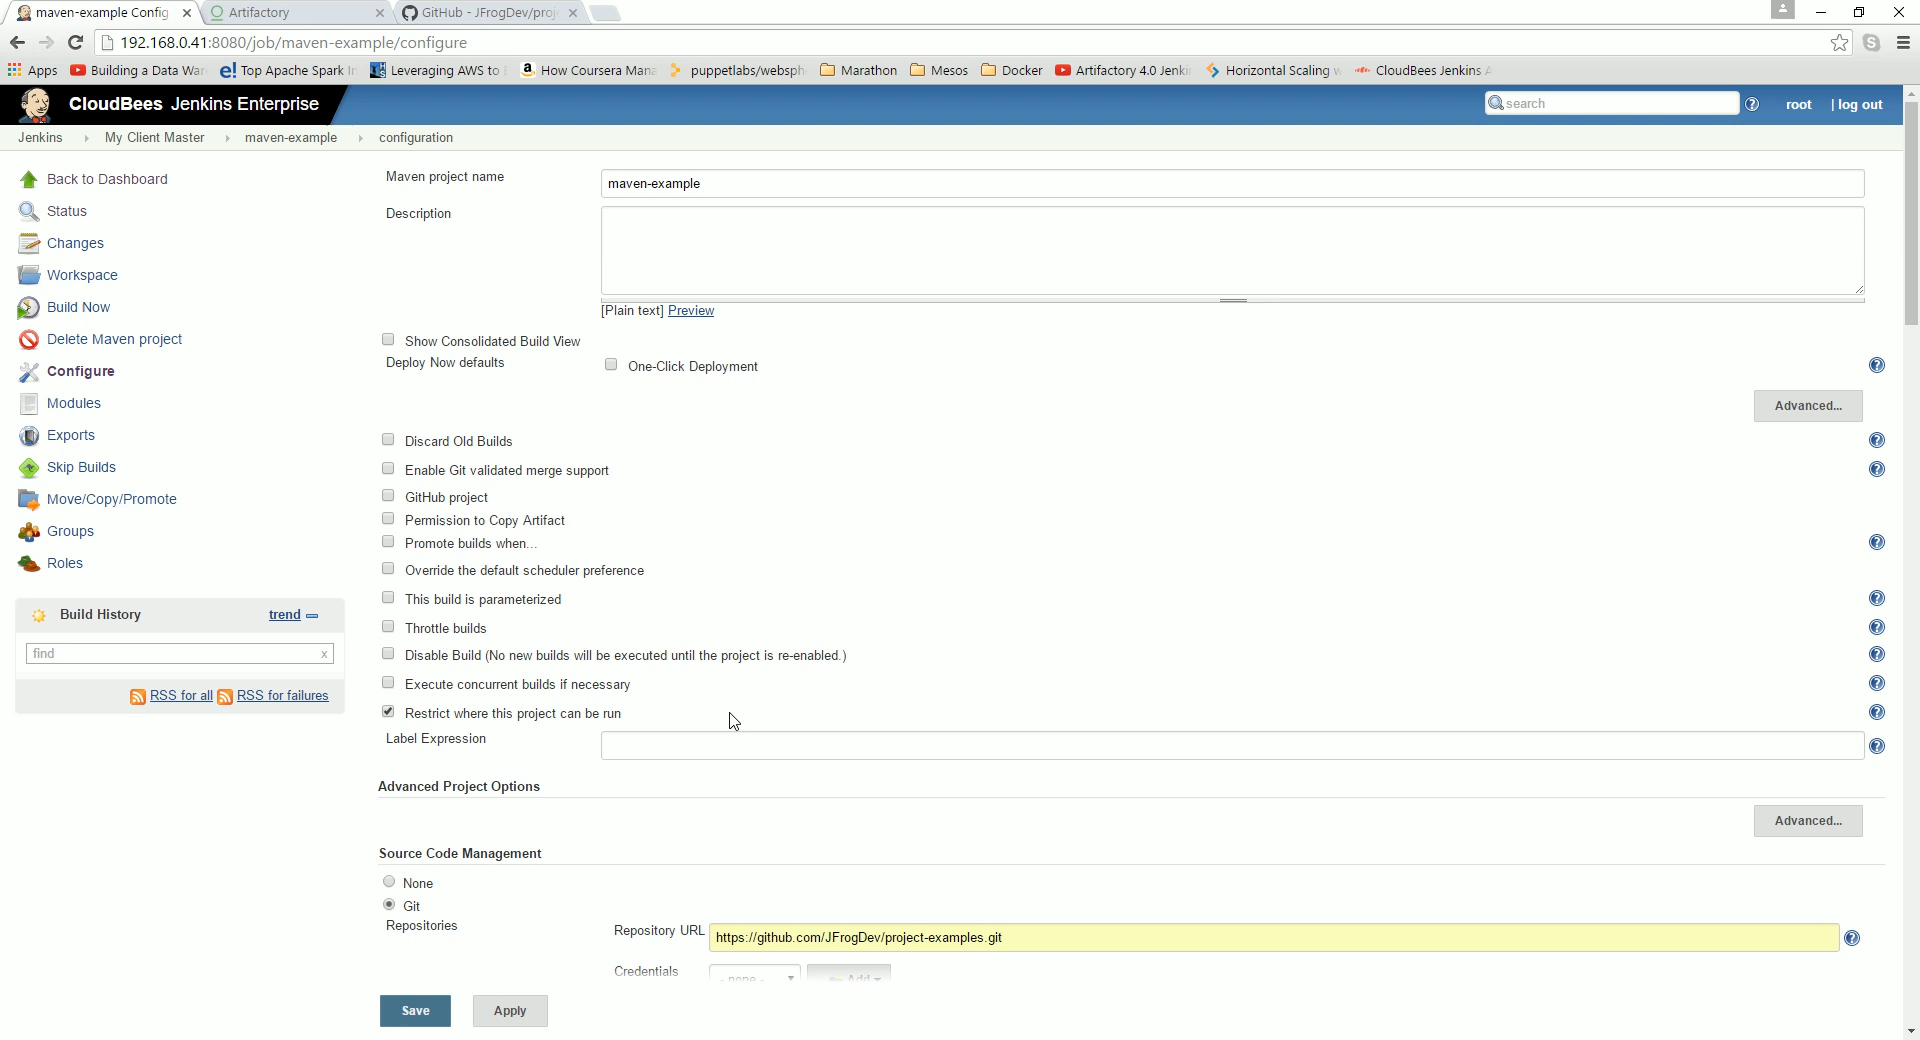 maven-example Config
Artifactory
GitHub - JFrogDev/proj
192.168.0.41:8080/job/maven-example/configure
Apps
Building a Data War
Top Apache Spark
Leveraging AWS to
How Coursera Mana
puppetlabs/websph
Marathon
Mesos
Docker
Artifactory 4.0 Jenki
Horizontal Scaling
CloudBees Jenkins
CloudBees Jenkins Enterprise
search
root
| log out
Jenkins
My Client Master
maven-example
configuration
Back to Dashboard
Status
Changes
Workspace
Build Now
Delete Maven project
Configure
Modules
Exports
Skip Builds
Move/Copy/Promote
Groups
Roles
Build History
trend
find
x
RSS for all
RSS for failures
Maven project name
maven-example
Description
[Plain text] Preview
Show Consolidated Build View
Deploy Now defaults
One-Click Deployment
Advanced...
Discard Old Builds
Enable Git validated merge support
GitHub project
Permission to Copy Artifact
Promote builds when...
Override the default scheduler preference
This build is parameterized
Throttle builds
Disable Build (No new builds will be executed until the project is re-enabled.)
Execute concurrent builds if necessary
Restrict where this project can be run
Label Expression
Advanced Project Options
Advanced...
Source Code Management
None
Git
Repositories
Repository URL
https://github.com/JFrogDev/project-examples.git
Credentials
- none -
Add
Save
Apply